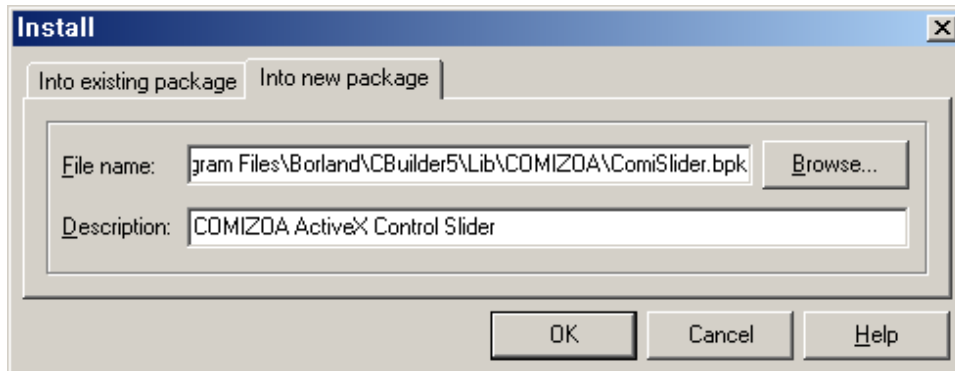 Install
Into existing package Into new package
File name: gram Files\Borland\CBuilder5\Lib\COMIZOA\ComiSlider.bpk Browse...
Description: COMIZOA ActiveX Control Slider
OK Cancel Help